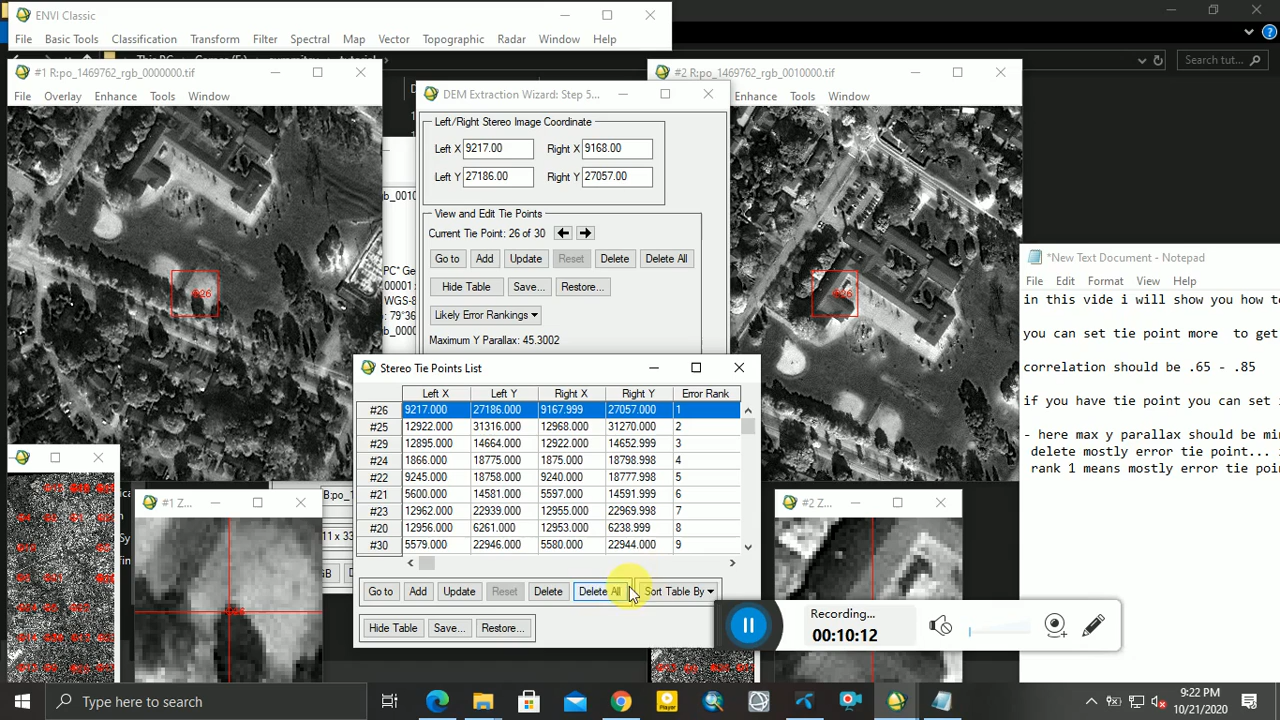 ENVI Classic
File Basic Tools Classification Transform Filter Spectral Map Vector Topographic Radar Window Help
Search tut...
#1 R:po_1469762_rgb_0000000.tif
File Overlay Enhance Tools Window
#2 R:po_1469762_rgb_0010000.tif
Enhance Tools Window
DEM Extraction Wizard: Step 5...
Left/Right Stereo Image Coordinate
Left X 9217.00 Right X 9168.00
Left Y 27186.00 Right Y 27057.00
View and Edit Tie Points
Current Tie Point: 26 of 30
Go to Add Update Reset Delete Delete All
Hide Table Save... Restore...
Likely Error Rankings
Maximum Y Parallax: 45.3002
*New Text Document - Notepad
File Edit Format View Help
in this vide i will show you how to
you can set tie point more to get
correlation should be .65 - .85
if you have tie point you can set
- here max y parallax should be min
delete mostly error tie point...
rank 1 means mostly error tie poin
Stereo Tie Points List
Left X Left Y Right X Right Y Error Rank
#26 9217.000 27186.000 9167.999 27057.000 1
#25 12922.000 31316.000 12968.000 31270.000 2
#29 12895.000 14664.000 12922.000 14652.999 3
#24 1866.000 18775.000 1875.000 18798.998 4
#22 9245.000 18758.000 9240.000 18777.998 5
#21 5600.000 14581.000 5597.000 14591.999 6
#23 12962.000 22939.000 12955.000 22969.998 7
#20 12956.000 6261.000 12953.000 6238.999 8
#30 5579.000 22946.000 5580.000 22944.000 9
Go to Add Update Reset Delete Delete All Sort Table By
Hide Table Save... Restore...
#1 Z...
#2 Z...
Recording...
00:10:12
Type here to search
9:22 PM
10/21/2020